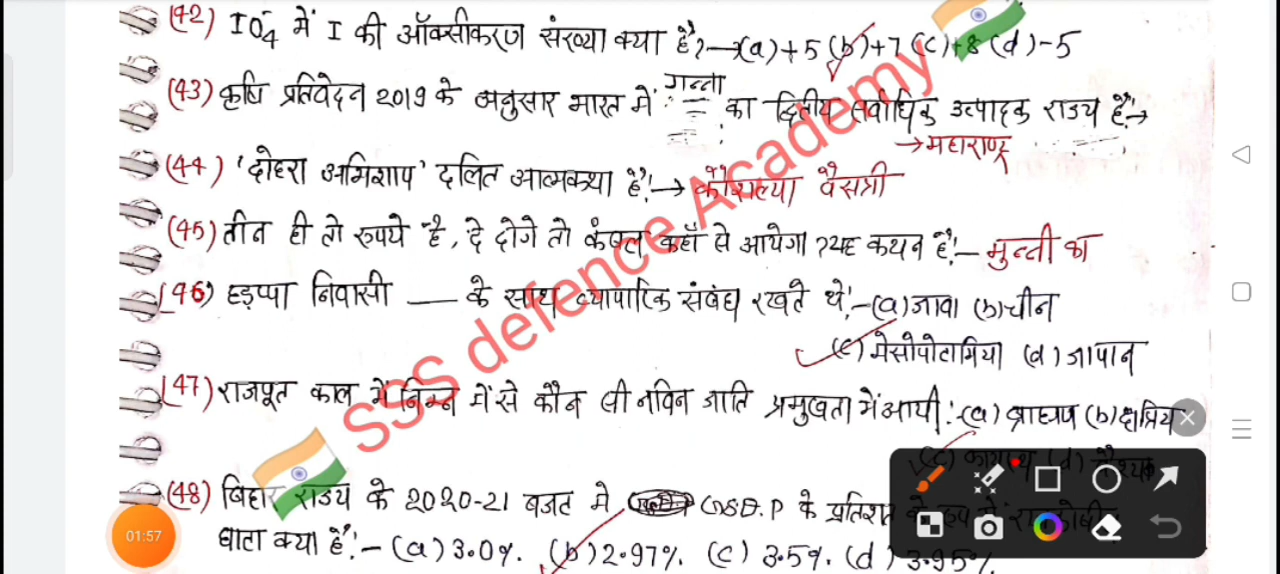 (42) IO₄⁻ में I की ऑक्सीकरण संख्या क्या है?→(a)+5 (b)+7 (c)+8 (d)-5
(43) कृषि प्रतिवेदन 2019 के अनुसार भारत में गन्ना का द्वितीय सर्वाधिक उत्पादक राज्य है:→
→महाराष्ट्र
(44) 'दोहरा अभिशाप' दलित आत्मकथा है!→ कौशल्या वैसन्त्री
(45) तीन ही तो रुपये है, दे दोगे तो कंबल कहाँ से आयेगा? यह कथन है!— मुन्नी का
(46) हड़प्पा निवासी — के साथ व्यापारिक संबंध रखते थे!-(a)जावा (b)चीन
(c)मेसोपोटामिया (d)जापान
(47) राजपूत काल में निम्न में से कौन सी नविन जाति प्रमुखता में आयी:-(a) ब्राह्मण (b)क्षत्रिय
(c) कायस्थ (d)
(48) बिहार राज्य के 2020-21 बजट में GSD.P के प्रतिशत के रूप में
घाटा क्या है!-(a)3.0%. (b)2.97%. (c) 3.5%. (d) 3.95%.
SSS defence Academy
01:57